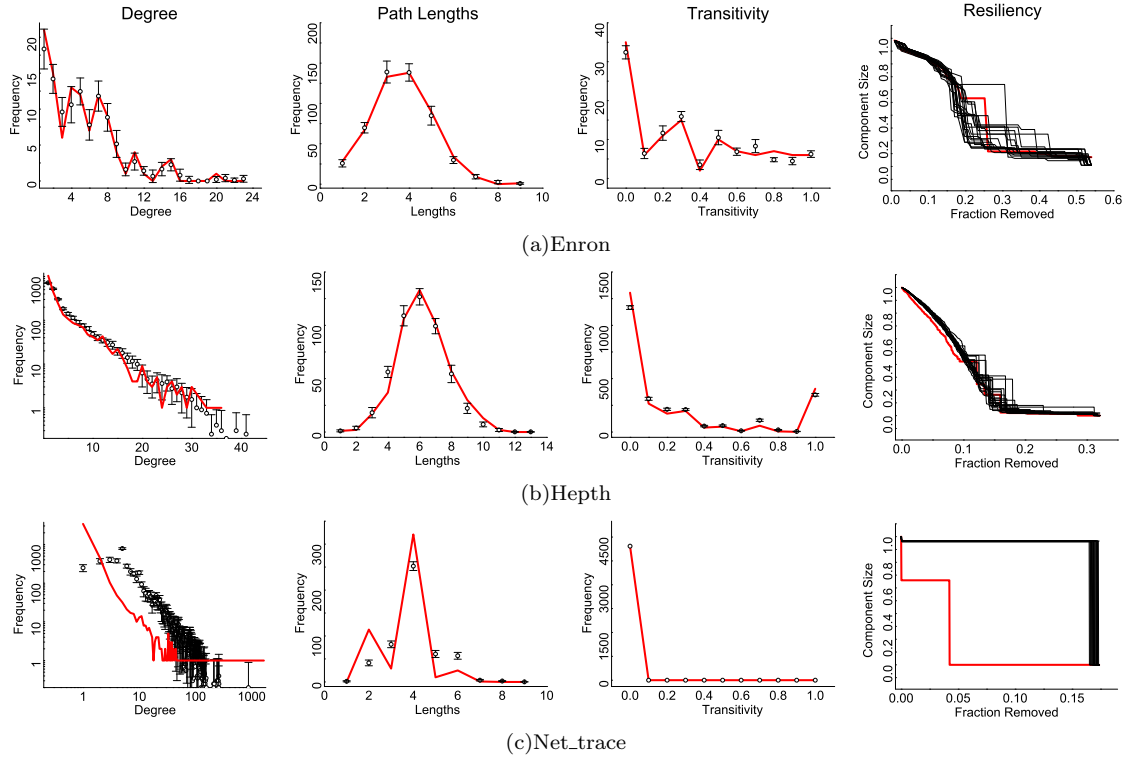 Degree
Path Lengths
Transitivity
Resiliency
Frequency
0 5 10 15 20
4 8 12 16 20 24
Degree
Frequency
0 50 100 150 200
0 2 4 6 8 10
Lengths
Frequency
0 10 20 30 40
0.0 0.2 0.4 0.6 0.8 1.0
Transitivity
Component Size
0.0 0.2 0.4 0.6 0.8 1.0
0.0 0.1 0.2 0.3 0.4 0.5 0.6
Fraction Removed
(a)Enron
Frequency
1 10 100 1000
10 20 30 40
Degree
Frequency
0 50 100 150
0 2 4 6 8 10 12 14
Lengths
Frequency
0 500 1000 1500
0.0 0.2 0.4 0.6 0.8 1.0
Transitivity
Component Size
0.0 0.2 0.4 0.6 0.8 1.0
0.0 0.1 0.2 0.3
Fraction Removed
(b)Hepth
Frequency
1 10 100 1000
1 10 100 1000
Degree
Frequency
0 100 200 300
0 2 4 6 8 10
Lengths
Frequency
0 1500 3000 4500
0.0 0.2 0.4 0.6 0.8 1.0
Transitivity
Component Size
0.0 0.2 0.4 0.6 0.8 1.0
0.00 0.05 0.10 0.15
Fraction Removed
(c)Net_trace